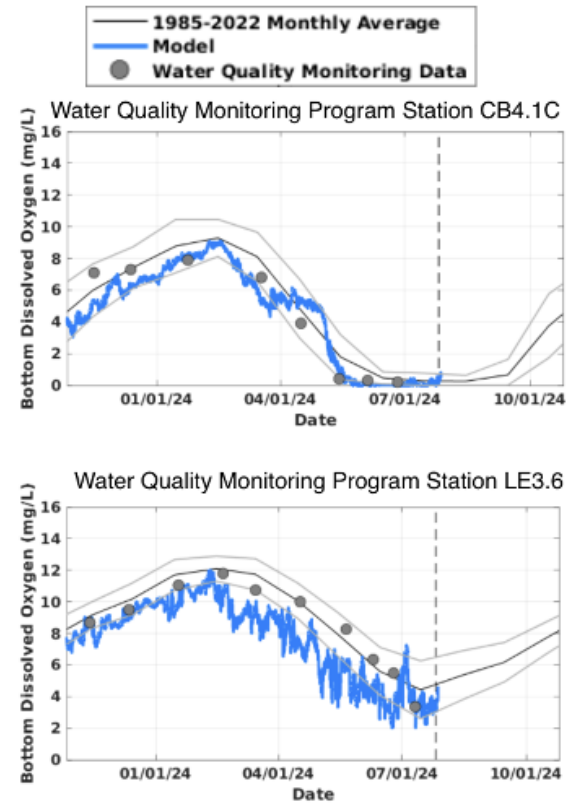 1985-2022 Monthly Average
Model
Water Quality Monitoring Data
Water Quality Monitoring Program Station CB4.1C
Bottom Dissolved Oxygen (mg/L)
16
14
12
10
8
6
4
2
0
01/01/24 04/01/24 07/01/24 10/01/24
Date
Water Quality Monitoring Program Station LE3.6
Bottom Dissolved Oxygen (mg/L)
16
14
12
10
8
6
4
2
0
01/01/24 04/01/24 07/01/24 10/01/24
Date